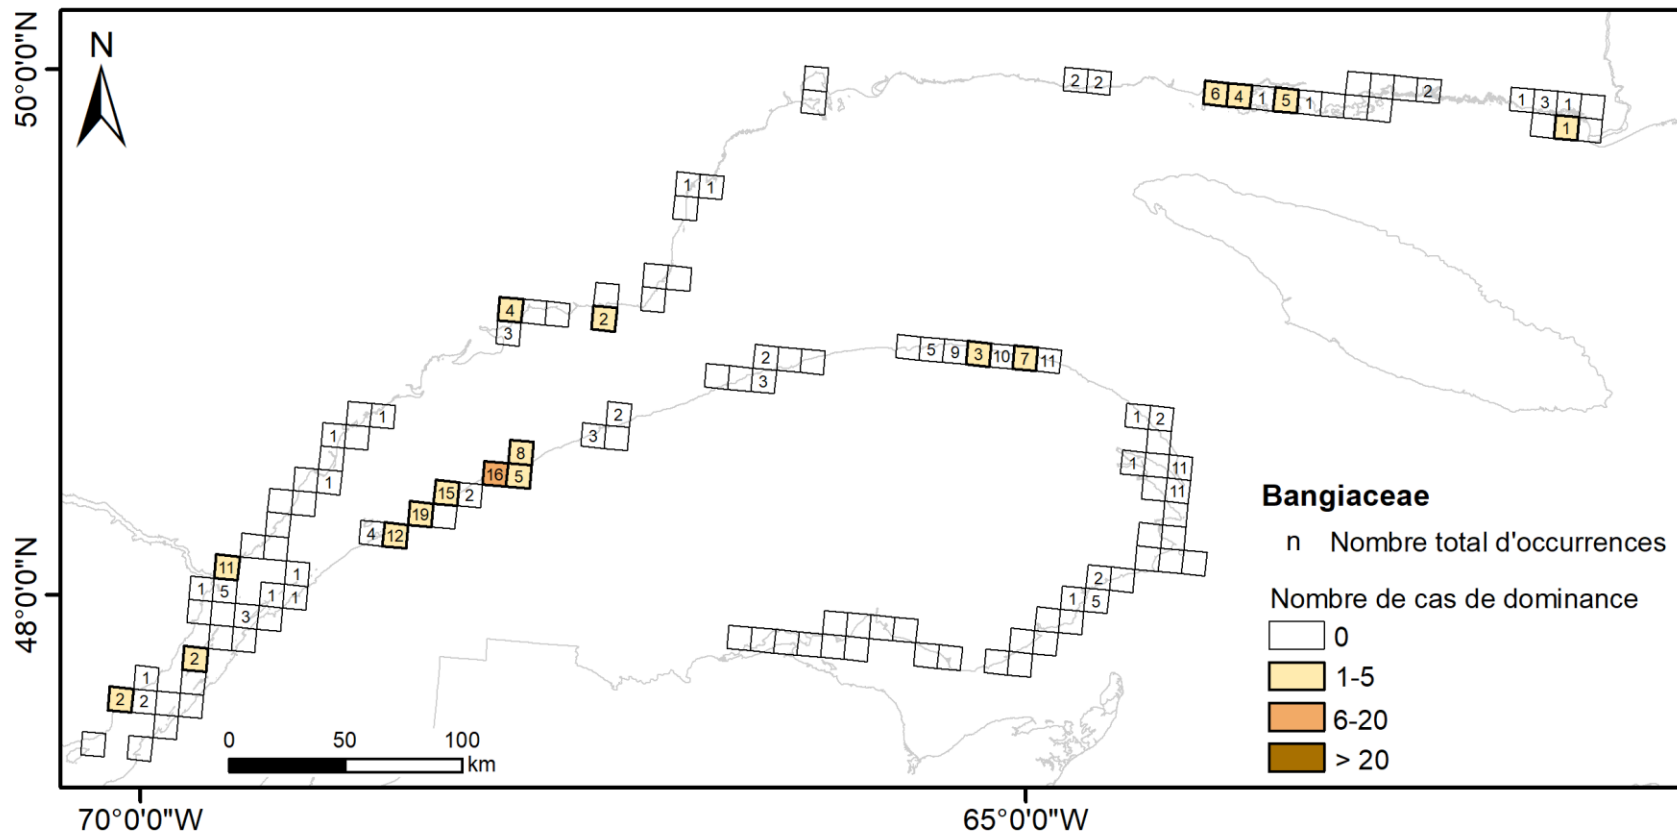 N
50°0'0"N
48°0'0"N
2 2
6 4 1 5 1
2
1 3 1
1
1 1
4
3
2
2
3
5 9 3 10 7 11
1 2
1 11
11
2
1 5
1
1
1
2
3
8
16 5
15 2
19
4 12
11
1
1 5 1 1
3
2
1
2 2
0 50 100
km
Bangiaceae
n Nombre total d'occurrences
Nombre de cas de dominance
0
1-5
6-20
> 20
70°0'0"W
65°0'0"W